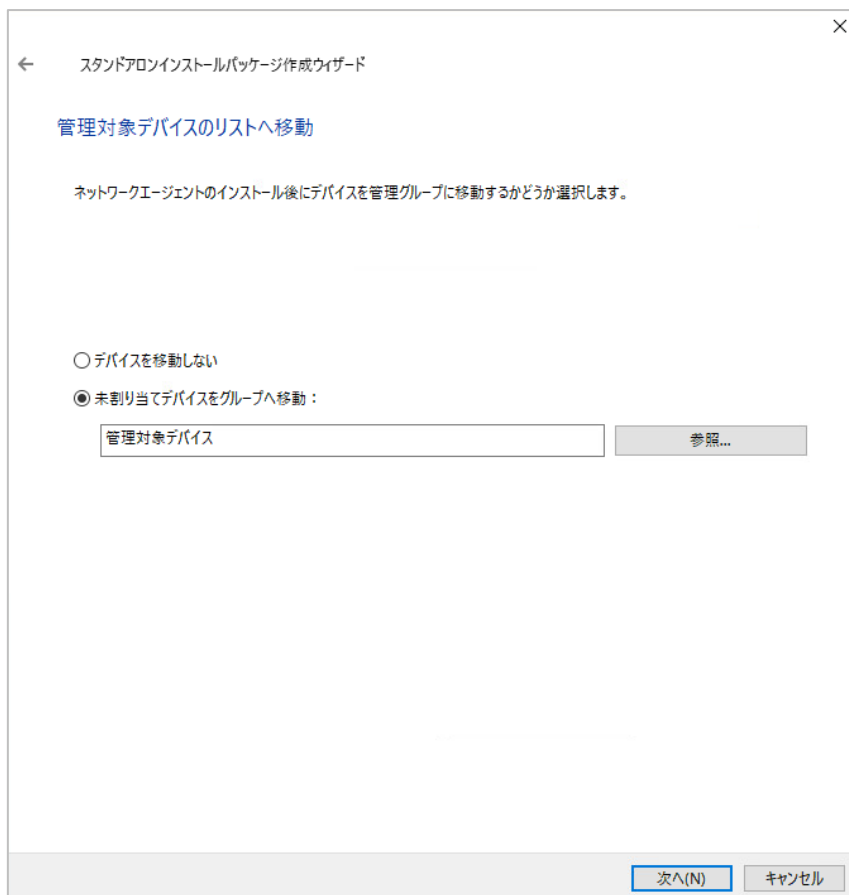 スタンドアロンインストールパッケージ作成ウィザード
管理対象デバイスのリストへ移動
ネットワークエージェントのインストール後にデバイスを管理グループに移動するかどうか選択します。
デバイスを移動しない
未割り当てデバイスをグループへ移動：
管理対象デバイス
参照...
次へ(N)
キャンセル